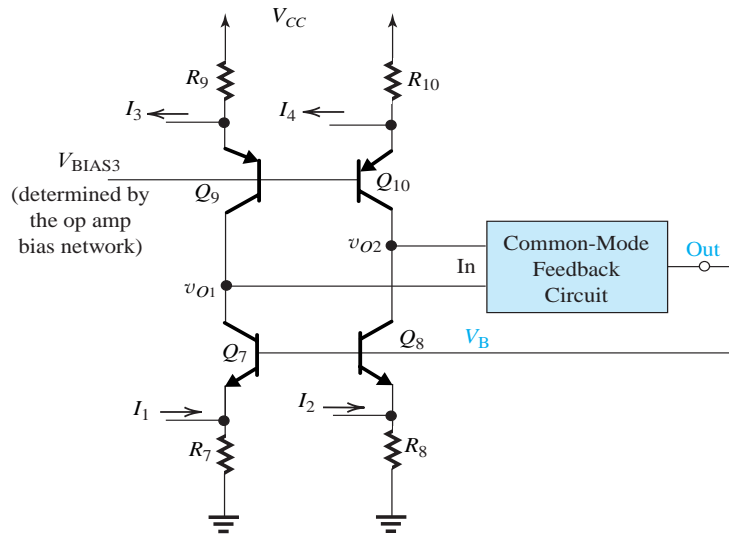 V_CC
R_9
R_10
I_3
I_4
V_BIAS3
(determined by
the op amp
bias network)
Q_9
Q_10
v_O2
v_O1
In
Common-Mode
Feedback
Circuit
Out
Q_7
Q_8
V_B
I_1
I_2
R_7
R_8